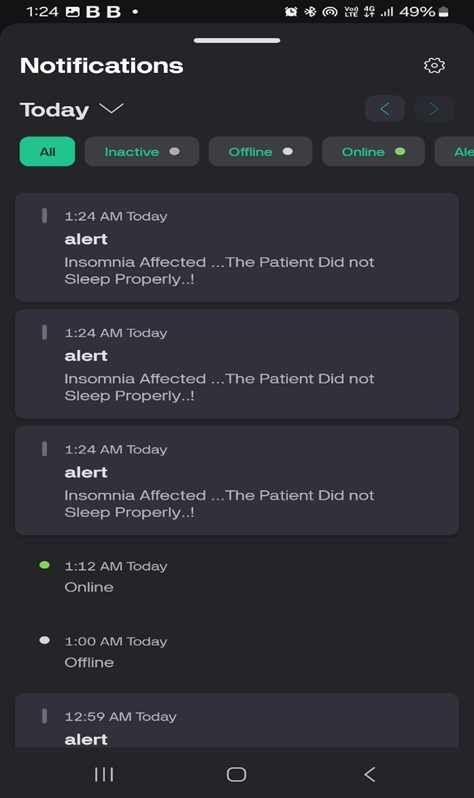 1:24 B B Vo)) LTE 4G 49%
Notifications
Today
All Inactive Offline Online Ale
1:24 AM Today
alert
Insomnia Affected ...The Patient Did not
Sleep Properly..!
1:24 AM Today
alert
Insomnia Affected ...The Patient Did not
Sleep Properly..!
1:24 AM Today
alert
Insomnia Affected ...The Patient Did not
Sleep Properly..!
1:12 AM Today
Online
1:00 AM Today
Offline
12:59 AM Today
alert